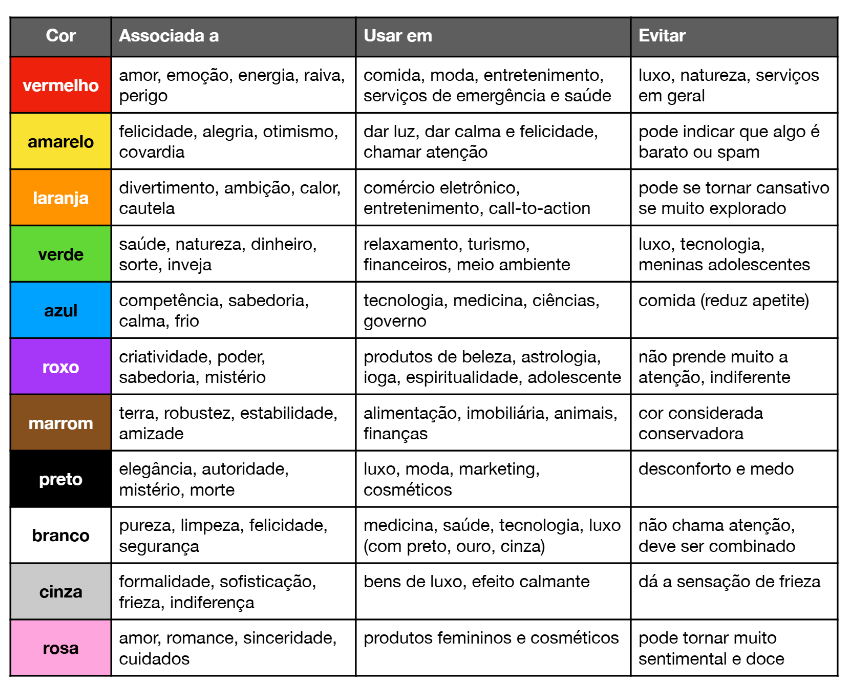 Cor Associada a Usar em Evitar
vermelho amor, emoção, energia, raiva, comida, moda, entretenimento, luxo, natureza, serviços
perigo serviços de emergência e saúde em geral
amarelo felicidade, alegria, otimismo, dar luz, dar calma e felicidade, pode indicar que algo é
covardia chamar atenção barato ou spam
laranja divertimento, ambição, calor, comércio eletrônico, pode se tornar cansativo
cautela entretenimento, call-to-action se muito explorado
verde saúde, natureza, dinheiro, relaxamento, turismo, luxo, tecnologia,
sorte, inveja financeiros, meio ambiente meninas adolescentes
azul competência, sabedoria, tecnologia, medicina, ciências, comida (reduz apetite)
calma, frio governo
roxo criatividade, poder, produtos de beleza, astrologia, não prende muito a
sabedoria, mistério ioga, espiritualidade, adolescente atenção, indiferente
marrom terra, robustez, estabilidade, alimentação, imobiliária, animais, cor considerada
amizade finanças conservadora
preto elegância, autoridade, luxo, moda, marketing, desconforto e medo
mistério, morte cosméticos
branco pureza, limpeza, felicidade, medicina, saúde, tecnologia, luxo não chama atenção,
segurança (com preto, ouro, cinza) deve ser combinado
cinza formalidade, sofisticação, bens de luxo, efeito calmante dá a sensação de frieza
frieza, indiferença
rosa amor, romance, sinceridade, produtos femininos e cosméticos pode tornar muito
cuidados sentimental e doce